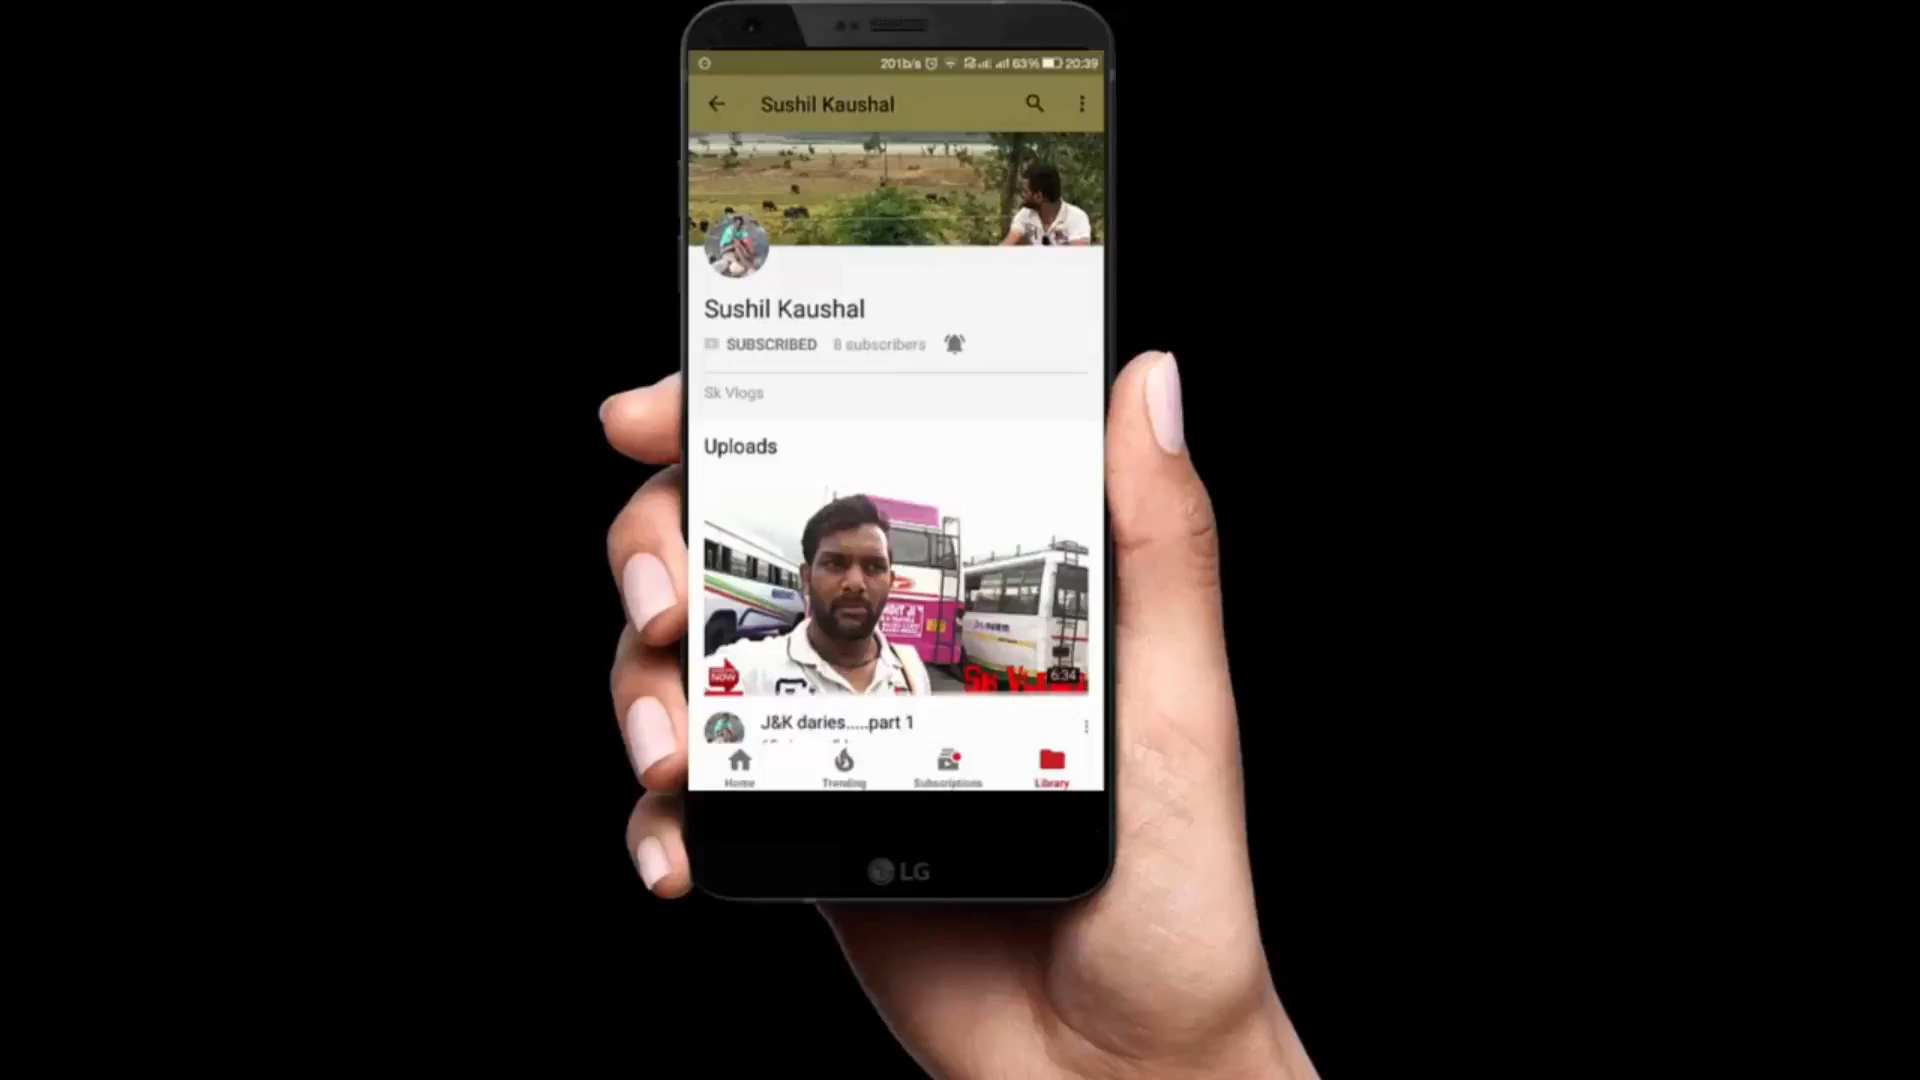 201b/s 63% 20:39
Sushil Kaushal
Sushil Kaushal
SUBSCRIBED 8 subscribers
Sk Vlogs
Uploads
NOW
6:34
J&K daries.....part 1
Home Trending Subscriptions Library
LG